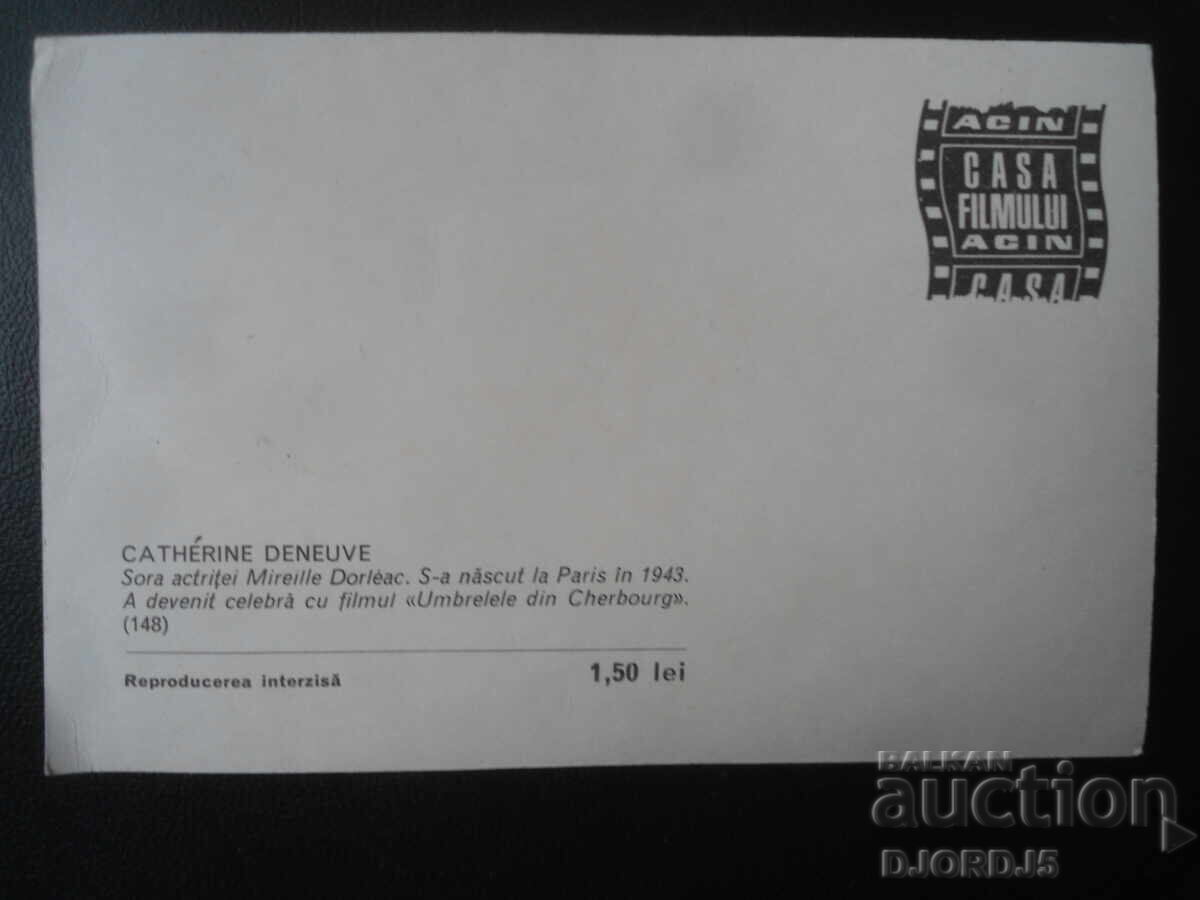 ACIN
CASA
FILMULUI
ACIN
CASA
CATHÉRINE DENEUVE
Sora actriței Mireille Dorléac. S-a născut la Paris în 1943.
A devenit celebră cu filmul «Umbrelele din Cherbourg».
(148)
Reproducerea interzisă
1,50 lei
BALKAN
auction
DJORDJ5